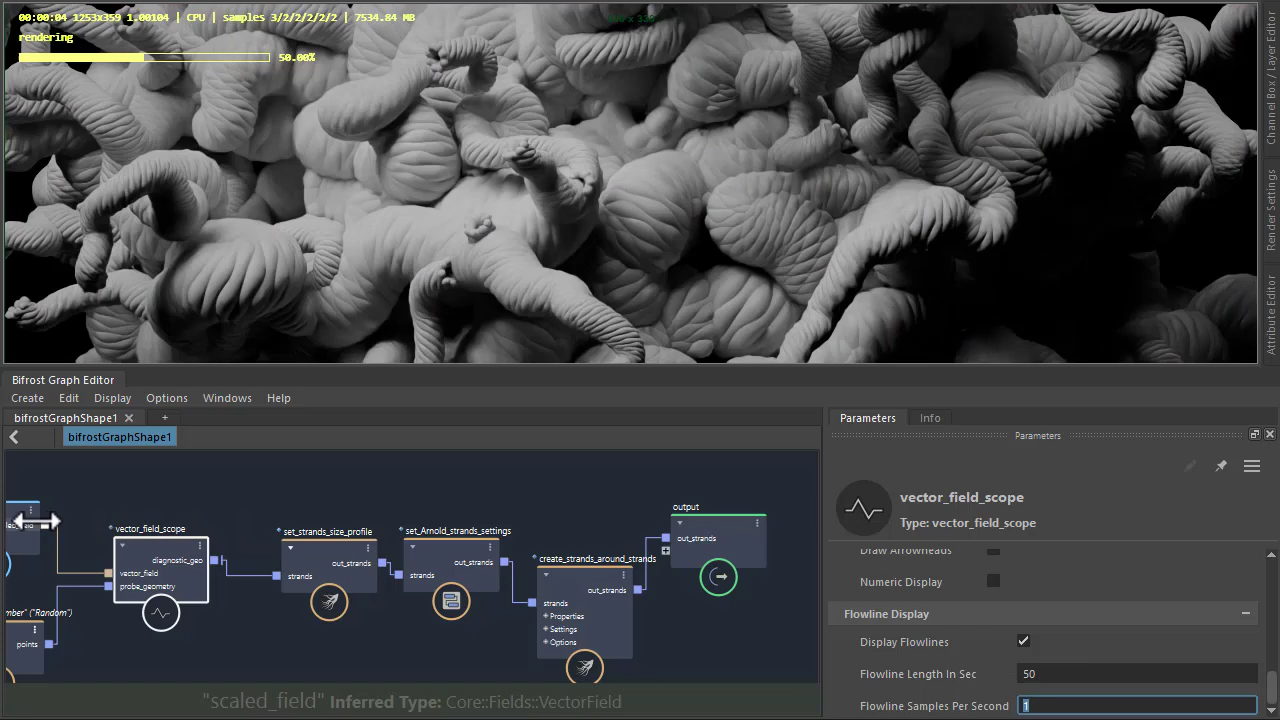 00:00:04 1253x359 1.00104 | CPU | samples 3/2/2/2/2/2 | 7534.84 MB
rendering
50.00%
Channel Box / Layer Editor
Render Settings
Attribute Editor
Bifrost Graph Editor
Create Edit Display Options Windows Help
bifrostGraphShape1
+
bifrostGraphShape1
vector_field_scope
diagnostic_geo
vector_field
probe_geometry
mber" ("Random")
points
set_strands_size_profile
out_strands
strands
set_Arnold_strands_settings
out_strands
strands
create_strands_around_strands
out_strands
strands
+ Properties
+ Settings
+ Options
output
out_strands
"scaled_field" Inferred Type: Core::Fields::VectorField
Parameters Info
Parameters
vector_field_scope
Type: vector_field_scope
Draw Arrowheads
Numeric Display
Flowline Display
Display Flowlines
Flowline Length In Sec 50
Flowline Samples Per Second 1